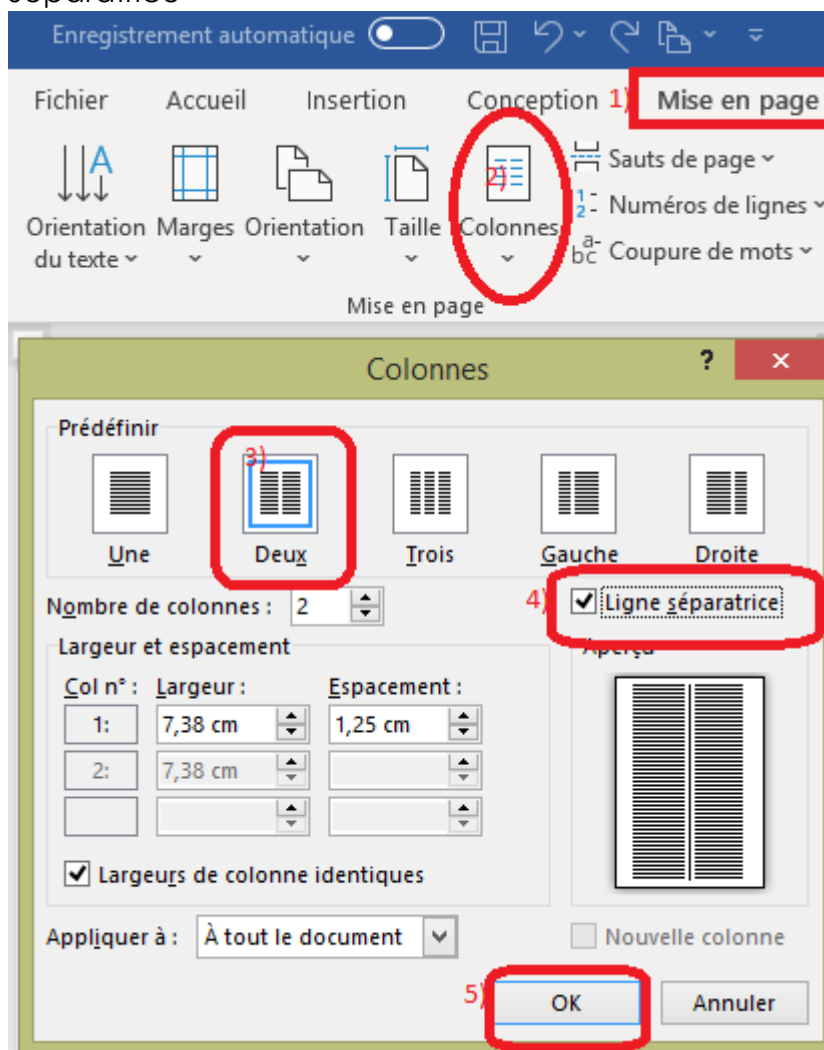 séparatrice
Enregistrement automatique
Fichier Accueil Insertion Conception 1) Mise en page
A
2)
Sauts de page
Orientation du texte Marges Orientation Taille Colonnes
1 2 Numéros de lignes
a- bc Coupure de mots
Mise en page
Colonnes ? ×
Prédéfinir
3)
Une Deux Trois Gauche Droite
Nombre de colonnes : 2 4) Ligne séparatrice
Largeur et espacement Aperçu
Col n° : Largeur : Espacement :
1: 7,38 cm 1,25 cm
2: 7,38 cm
Largeurs de colonne identiques
Appliquer à : À tout le document Nouvelle colonne
5) OK Annuler